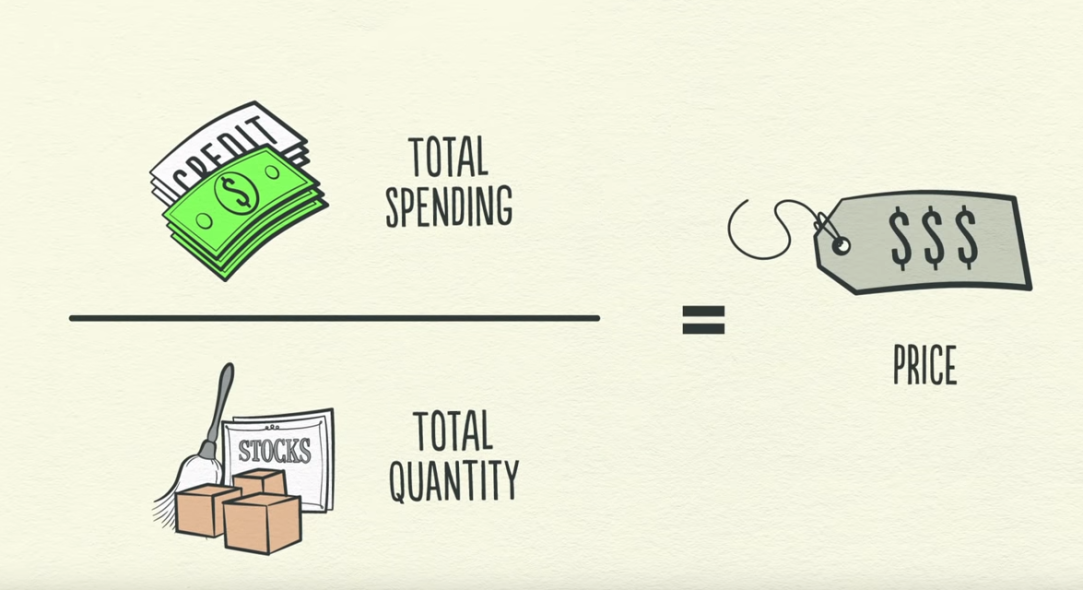 CREDIT
$
TOTAL
SPENDING
=
$$$
PRICE
STOCKS
TOTAL
QUANTITY